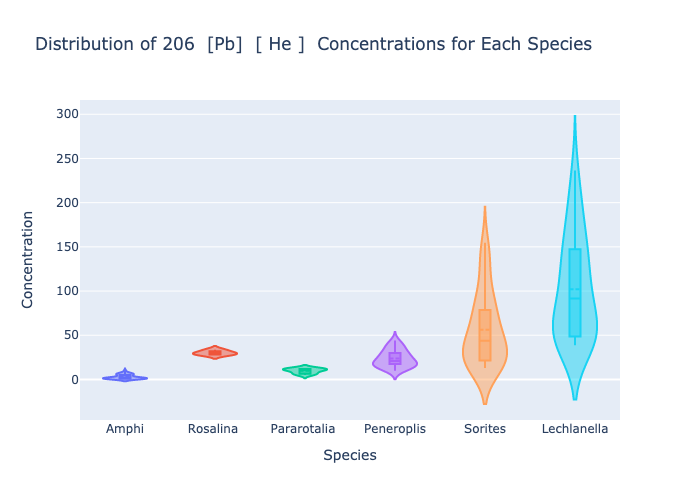 Distribution of 206  [Pb]  [ He ]  Concentrations for Each Species
300
250
200
150
100
50
0
Concentration
Amphi Rosalina Pararotalia Peneroplis Sorites Lechlanella
Species